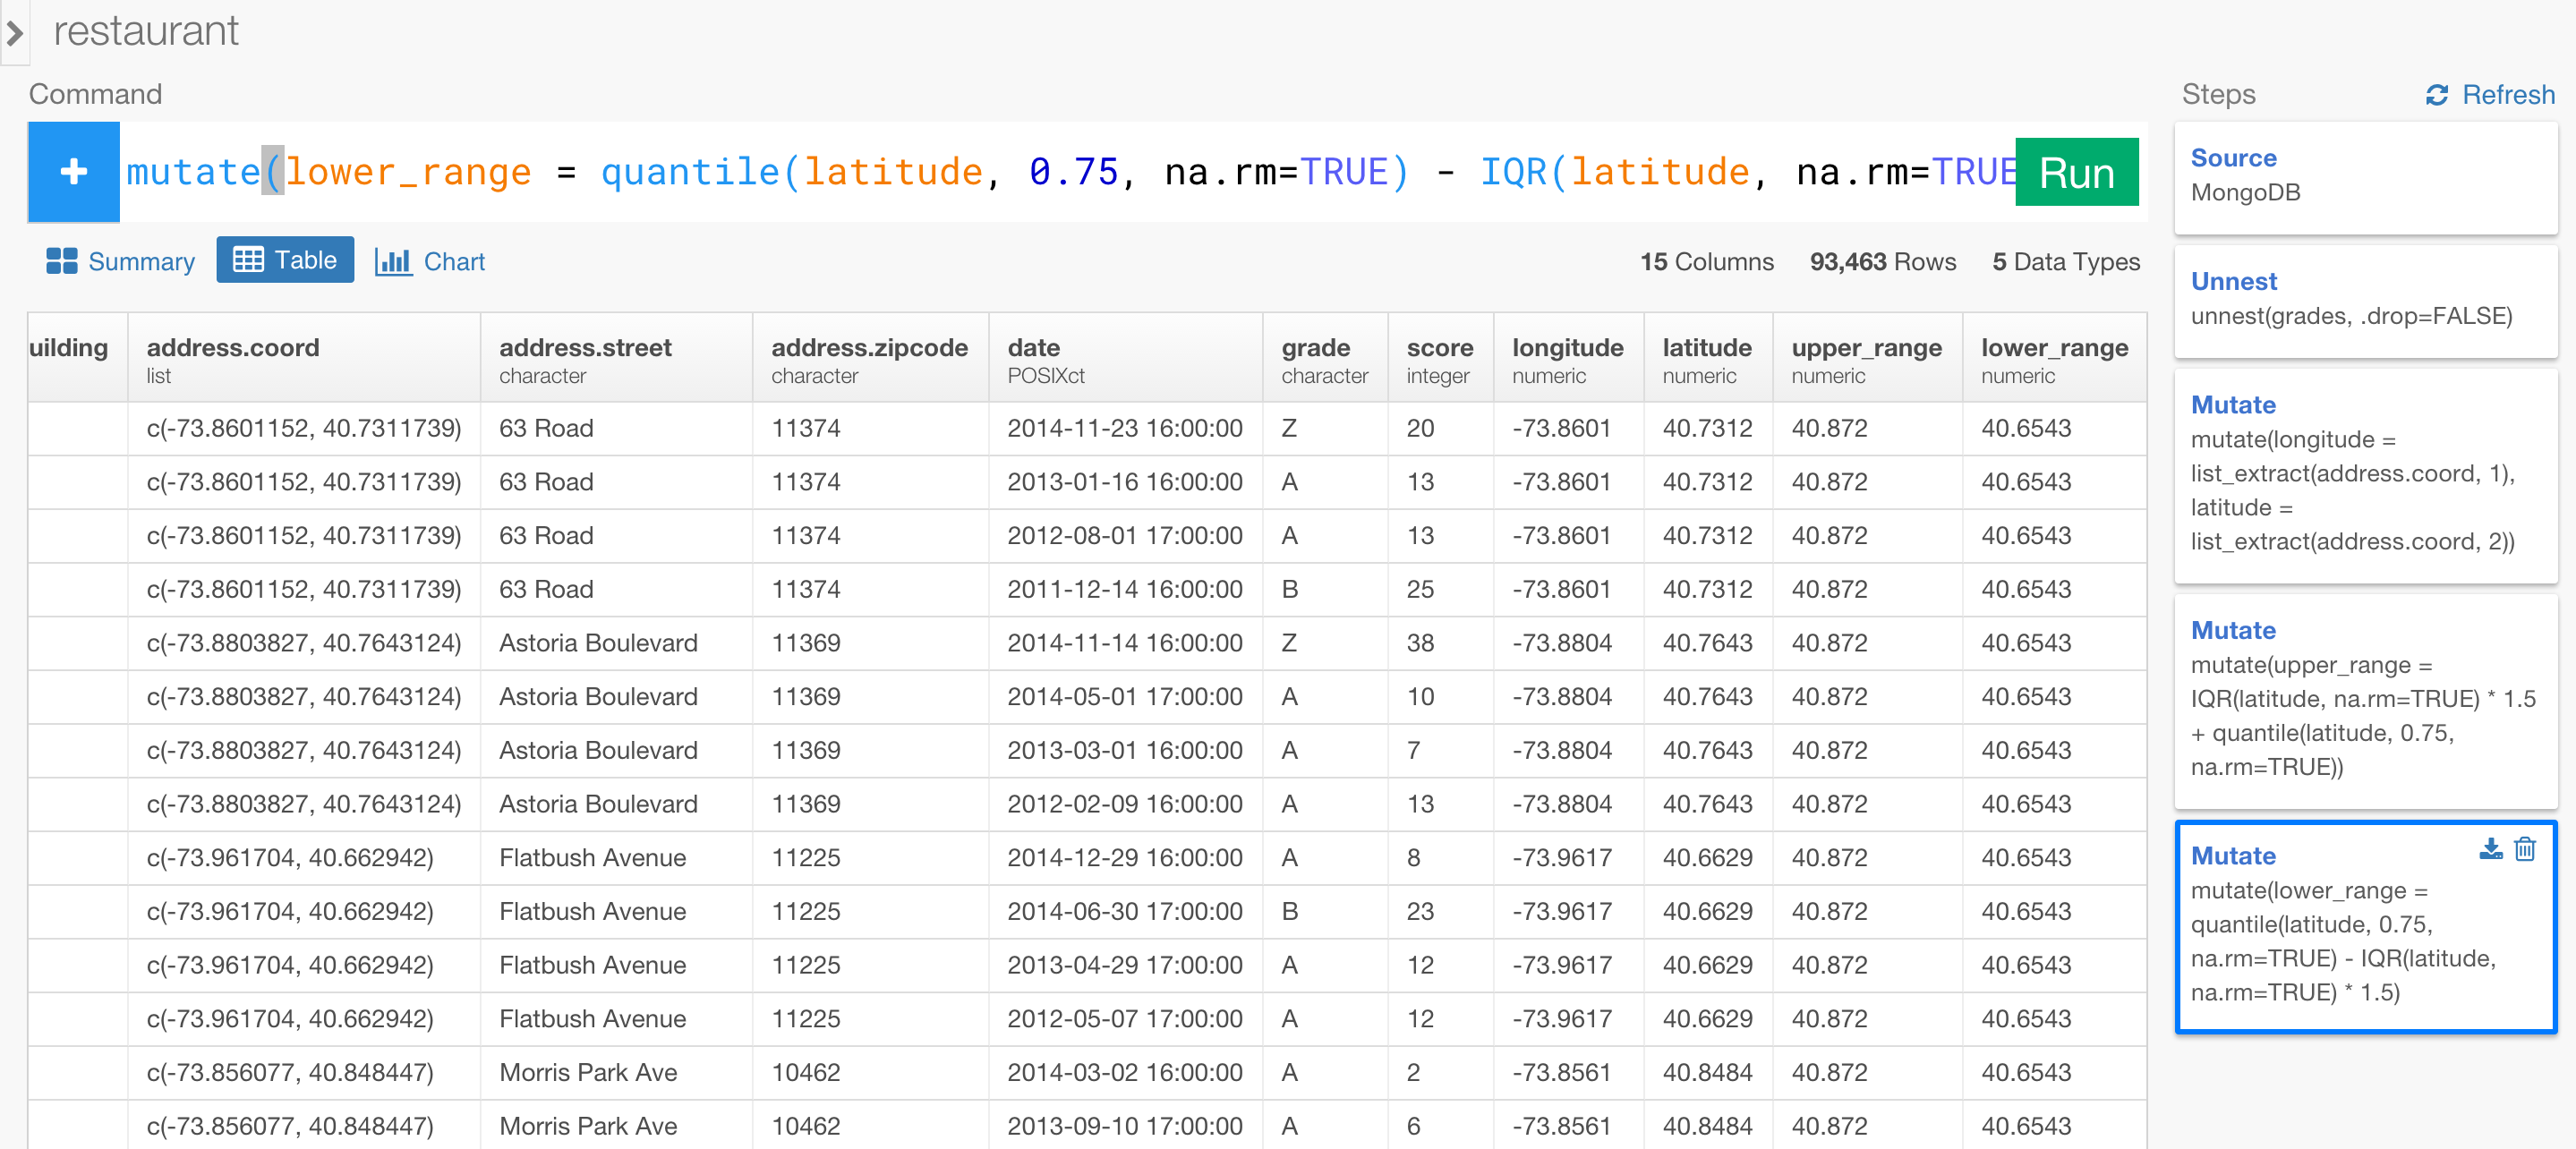 restaurant
Command
mutate(lower_range = quantile(latitude, 0.75, na.rm=TRUE) - IQR(latitude, na.rm=TRUE
Run
Summary
Table
Chart
15 Columns 93,463 Rows 5 Data Types
uilding address.coord address.street address.zipcode date grade score longitude latitude upper_range lower_range
list character character POSIXct character integer numeric numeric numeric numeric
c(-73.8601152, 40.7311739) 63 Road 11374 2014-11-23 16:00:00 Z 20 -73.8601 40.7312 40.872 40.6543
c(-73.8601152, 40.7311739) 63 Road 11374 2013-01-16 16:00:00 A 13 -73.8601 40.7312 40.872 40.6543
c(-73.8601152, 40.7311739) 63 Road 11374 2012-08-01 17:00:00 A 13 -73.8601 40.7312 40.872 40.6543
c(-73.8601152, 40.7311739) 63 Road 11374 2011-12-14 16:00:00 B 25 -73.8601 40.7312 40.872 40.6543
c(-73.8803827, 40.7643124) Astoria Boulevard 11369 2014-11-14 16:00:00 Z 38 -73.8804 40.7643 40.872 40.6543
c(-73.8803827, 40.7643124) Astoria Boulevard 11369 2014-05-01 17:00:00 A 10 -73.8804 40.7643 40.872 40.6543
c(-73.8803827, 40.7643124) Astoria Boulevard 11369 2013-03-01 16:00:00 A 7 -73.8804 40.7643 40.872 40.6543
c(-73.8803827, 40.7643124) Astoria Boulevard 11369 2012-02-09 16:00:00 A 13 -73.8804 40.7643 40.872 40.6543
c(-73.961704, 40.662942) Flatbush Avenue 11225 2014-12-29 16:00:00 A 8 -73.9617 40.6629 40.872 40.6543
c(-73.961704, 40.662942) Flatbush Avenue 11225 2014-06-30 17:00:00 B 23 -73.9617 40.6629 40.872 40.6543
c(-73.961704, 40.662942) Flatbush Avenue 11225 2013-04-29 17:00:00 A 12 -73.9617 40.6629 40.872 40.6543
c(-73.961704, 40.662942) Flatbush Avenue 11225 2012-05-07 17:00:00 A 12 -73.9617 40.6629 40.872 40.6543
c(-73.856077, 40.848447) Morris Park Ave 10462 2014-03-02 16:00:00 A 2 -73.8561 40.8484 40.872 40.6543
c(-73.856077, 40.848447) Morris Park Ave 10462 2013-09-10 17:00:00 A 6 -73.8561 40.8484 40.872 40.6543
Steps
Refresh
Source
MongoDB
Unnest
unnest(grades, .drop=FALSE)
Mutate
mutate(longitude =
list_extract(address.coord, 1),
latitude =
list_extract(address.coord, 2))
Mutate
mutate(upper_range =
IQR(latitude, na.rm=TRUE) * 1.5
+ quantile(latitude, 0.75,
na.rm=TRUE))
Mutate
mutate(lower_range =
quantile(latitude, 0.75,
na.rm=TRUE) - IQR(latitude,
na.rm=TRUE) * 1.5)